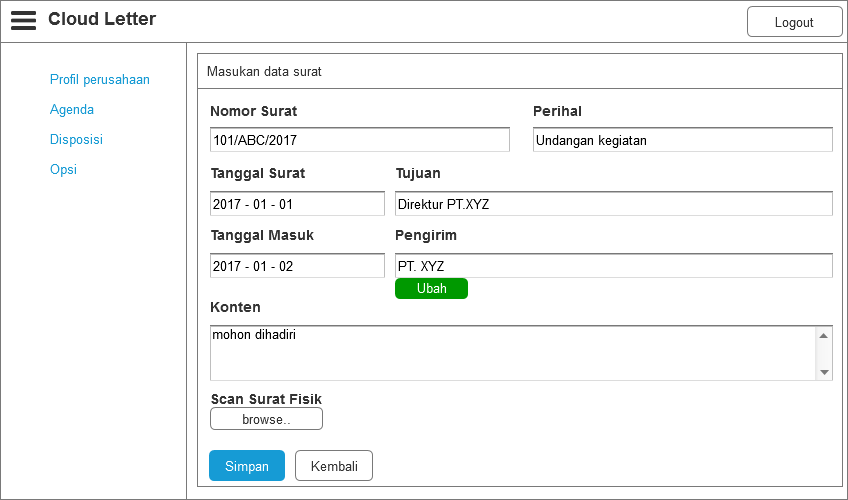 Cloud Letter
Logout
Profil perusahaan
Agenda
Disposisi
Opsi
Masukan data surat
Nomor Surat
Perihal
101/ABC/2017
Undangan kegiatan
Tanggal Surat
Tujuan
2017 - 01 - 01
Direktur PT.XYZ
Tanggal Masuk
Pengirim
2017 - 01 - 02
PT. XYZ
Ubah
Konten
mohon dihadiri
Scan Surat Fisik
browse..
Simpan
Kembali